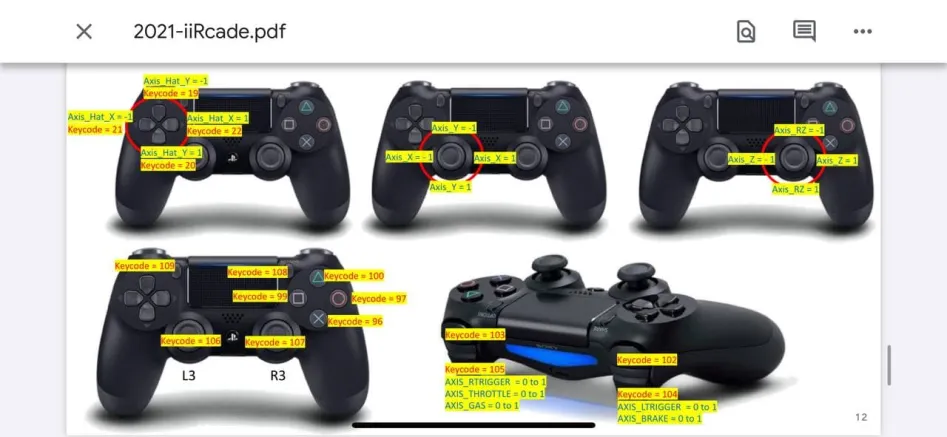 2021-iiRcade.pdf
Axis_Hat_Y = -1
Keycode = 19
Axis_Hat_X = -1
Keycode = 21
Axis_Hat_X = 1
Keycode = 22
Axis_Hat_Y = 1
Keycode = 20
Axis_Y = -1
Axis_X = - 1
Axis_X = 1
Axis_Y = 1
Axis_RZ = -1
Axis_Z = - 1
Axis_Z = 1
Axis_RZ = 1
Keycode = 109
Keycode = 108
Keycode = 100
Keycode = 99
Keycode = 97
Keycode = 96
Keycode = 106
Keycode = 107
L3
R3
Keycode = 103
Keycode = 102
Keycode = 105
AXIS_RTRIGGER = 0 to 1
AXIS_THROTTLE = 0 to 1
AXIS_GAS = 0 to 1
Keycode = 104
AXIS_LTRIGGER = 0 to 1
AXIS_BRAKE = 0 to 1
12